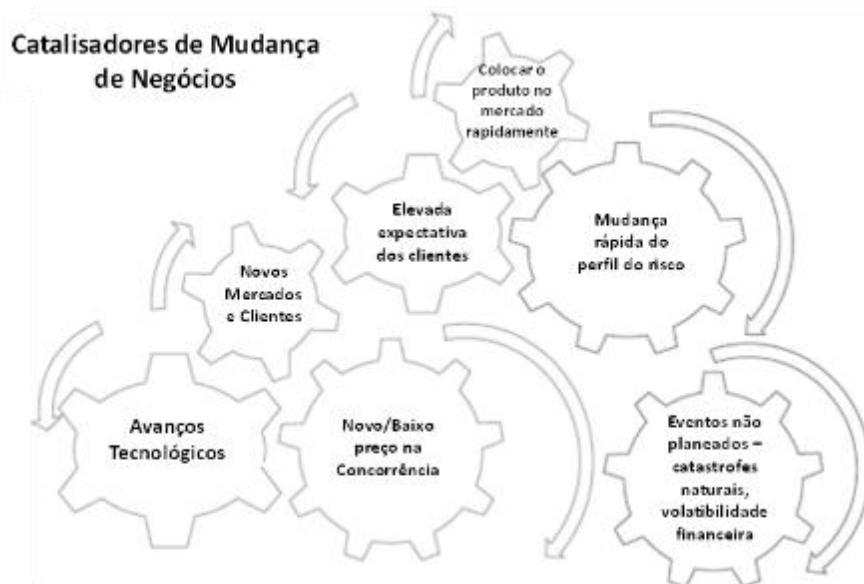 Catalisadores de Mudança
de Negócios
Colocar o
produto no
mercado
rapidamente
Elevada
expectativa
dos clientes
Mudança
rápida do
perfil do risco
Novos
Mercados
e Clientes
Avanços
Tecnológicos
Novo/Baixo
preço na
Concorrência
Eventos não
planeados –
catastrofes
naturais,
volatibilidade
financeira